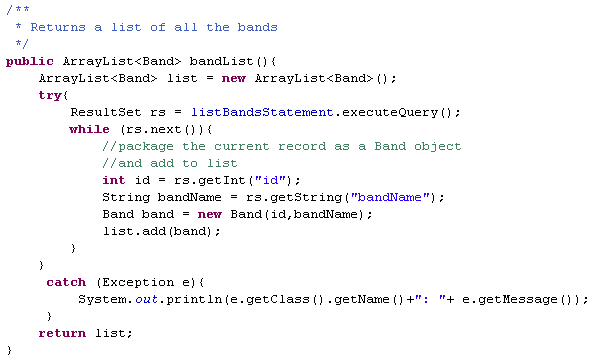 /**
 * Returns a list of all the bands
 */
public ArrayList<Band> bandList(){
    ArrayList<Band> list = new ArrayList<Band>();
    try{
        ResultSet rs = listBandsStatement.executeQuery();
        while (rs.next()){
            //package the current record as a Band object
            //and add to list
            int id = rs.getInt("id");
            String bandName = rs.getString("bandName");
            Band band = new Band(id,bandName);
            list.add(band);
        }
    }
     catch (Exception e){
         System.out.println(e.getClass().getName()+": "+ e.getMessage());
     }
    return list;
}